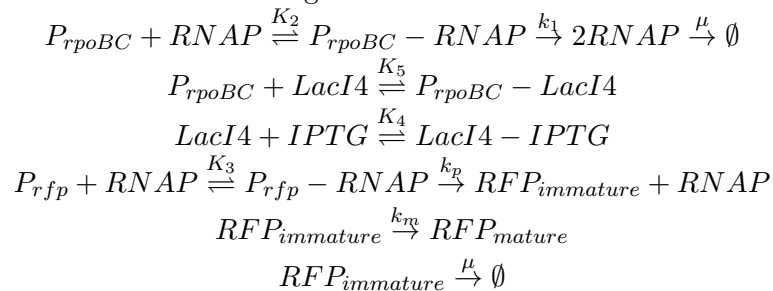 P_{rpoBC} + RNAP \overset{K_2}{\rightleftharpoons} P_{rpoBC} - RNAP \overset{k_1}{\rightarrow} 2RNAP \overset{\mu}{\rightarrow} \emptyset
P_{rpoBC} + LacI4 \overset{K_5}{\rightleftharpoons} P_{rpoBC} - LacI4
LacI4 + IPTG \overset{K_4}{\rightleftharpoons} LacI4 - IPTG
P_{rfp} + RNAP \overset{K_3}{\rightleftharpoons} P_{rfp} - RNAP \overset{k_p}{\rightarrow} RFP_{immature} + RNAP
RFP_{immature} \overset{k_m}{\rightarrow} RFP_{mature}
RFP_{immature} \overset{\mu}{\rightarrow} \emptyset